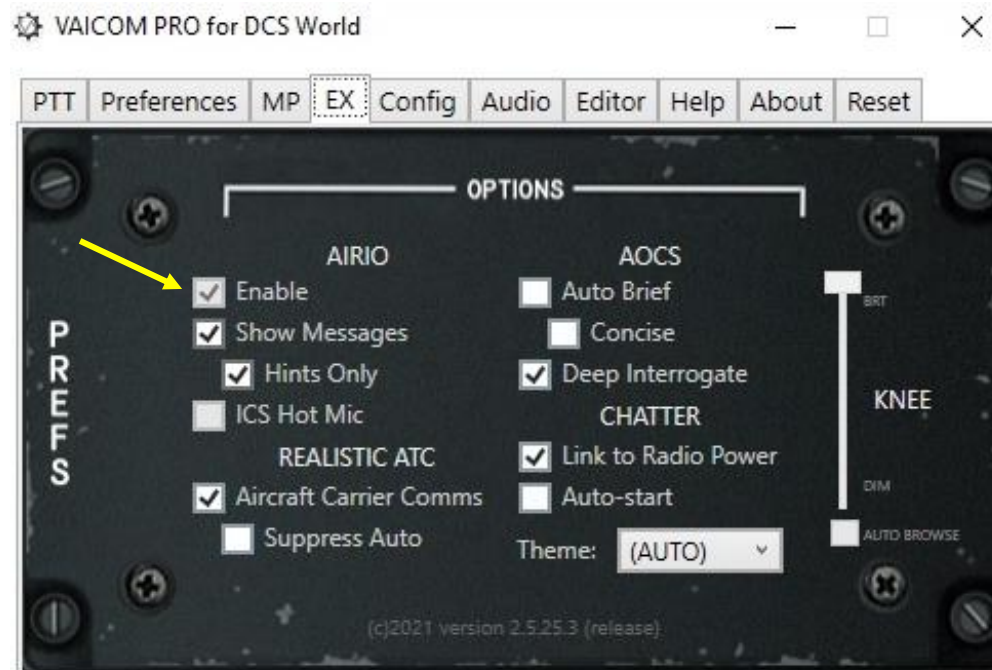 VAICOM PRO for DCS World
PTT Preferences MP EX Config Audio Editor Help About Reset
OPTIONS
PREFS
AIRIO
Enable
Show Messages
Hints Only
ICS Hot Mic
REALISTIC ATC
Aircraft Carrier Comms
Suppress Auto
AOCS
Auto Brief
Concise
Deep Interrogate
CHATTER
Link to Radio Power
Auto-start
Theme: (AUTO)
BRT
KNEE
DIM
AUTO BROWSE
(c)2021 version 2.5.25.3 (release)